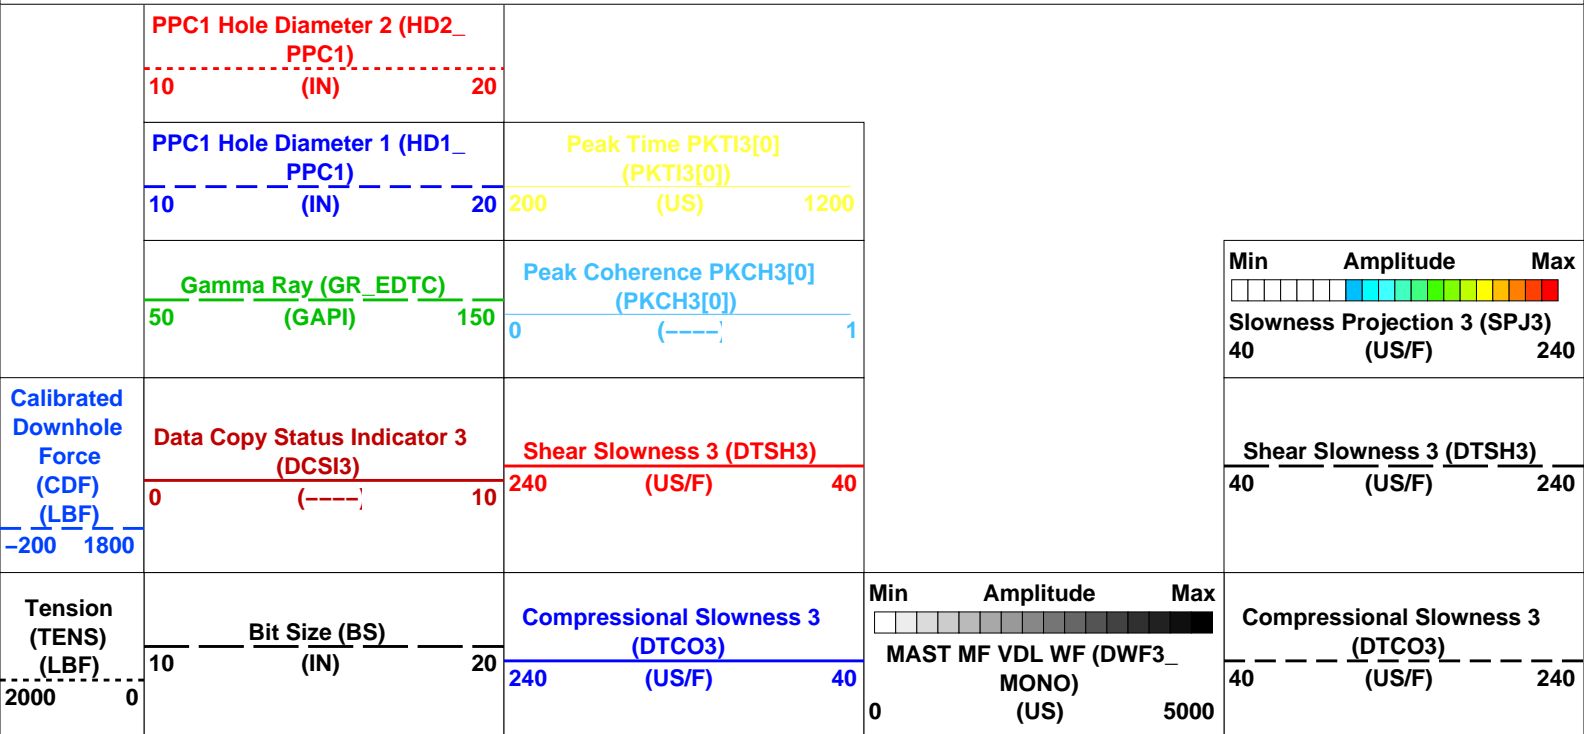 PPC1 Hole Diameter 2 (HD2_
PPC1)
10 (IN) 20
PPC1 Hole Diameter 1 (HD1_
PPC1)
10 (IN) 20
Peak Time PKTI3[0]
(PKTI3[0])
200 (US) 1200
Gamma Ray (GR_EDTC)
50 (GAPI) 150
Peak Coherence PKCH3[0]
(PKCH3[0])
0 (----) 1
Min Amplitude Max
Slowness Projection 3 (SPJ3)
40 (US/F) 240
Calibrated
Downhole
Force
(CDF)
(LBF)
−200 1800
Data Copy Status Indicator 3
(DCSI3)
0 (----) 10
Shear Slowness 3 (DTSH3)
240 (US/F) 40
Shear Slowness 3 (DTSH3)
40 (US/F) 240
Tension
(TENS)
(LBF)
2000 0
Bit Size (BS)
10 (IN) 20
Compressional Slowness 3
(DTCO3)
240 (US/F) 40
Min Amplitude Max
MAST MF VDL WF (DWF3_
MONO)
0 (US) 5000
Compressional Slowness 3
(DTCO3)
40 (US/F) 240